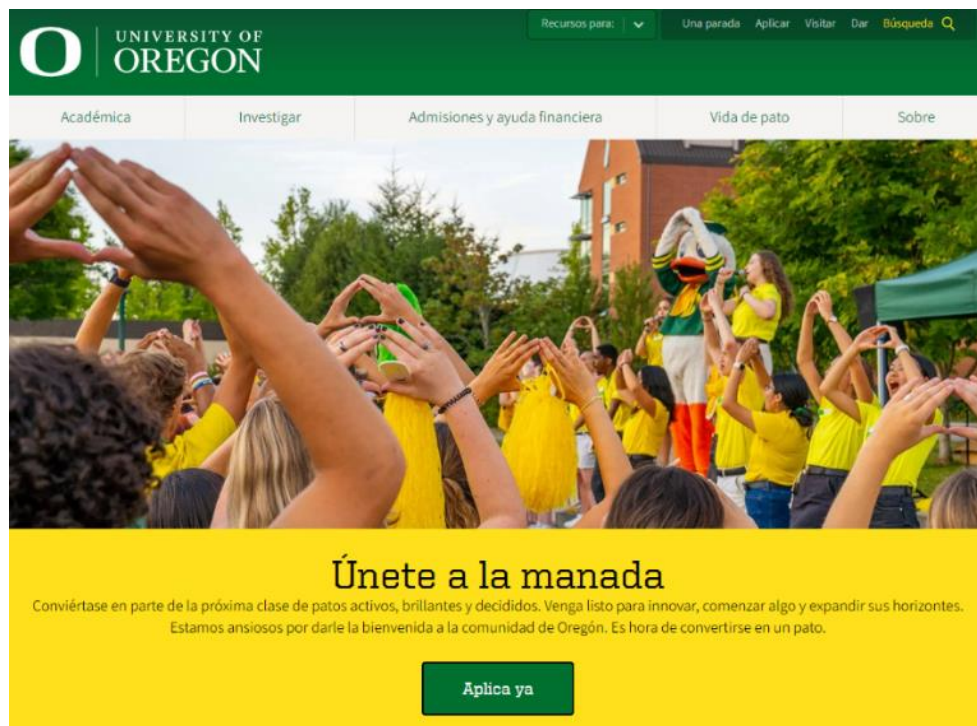 UNIVERSITY OF
OREGON
Recursos para:
Una parada Aplicar Visitar Dar Búsqueda
Académica Investigar Admisiones y ayuda financiera Vida de pato Sobre
Únete a la manada
Conviértase en parte de la próxima clase de patos activos, brillantes y decididos. Venga listo para innovar, comenzar algo y expandir sus horizontes.
Estamos ansiosos por darle la bienvenida a la comunidad de Oregón. Es hora de convertirse en un pato.
Aplica ya